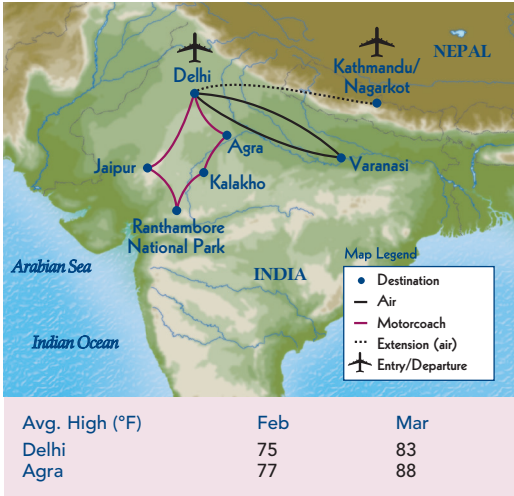 NEPAL
Kathmandu/
Nagarkot
Delhi
Agra
Varanasi
Jaipur
Kalakho
Ranthambore
National Park
Arabian Sea
INDIA
Indian Ocean
Map Legend
Destination
Air
Motorcoach
Extension (air)
Entry/Departure
Avg. High (°F) Feb Mar
Delhi 75 83
Agra 77 88